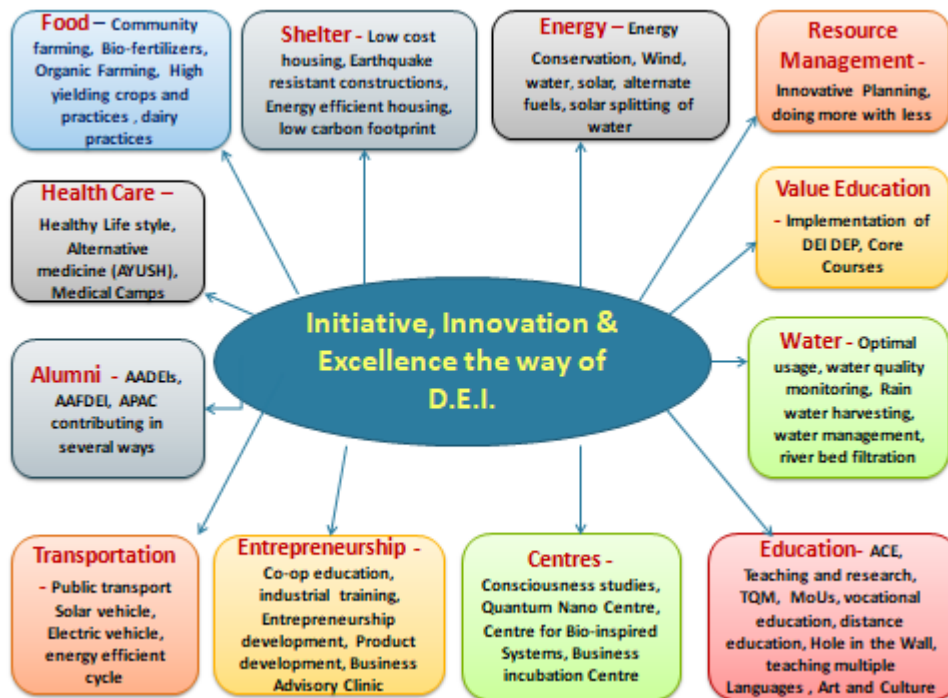 Food – Community
farming, Bio-fertilizers,
Organic Farming, High
yielding crops and
practices , dairy
practices
Shelter - Low cost
housing, Earthquake
resistant constructions,
Energy efficient housing,
low carbon footprint
Energy – Energy
Conservation, Wind,
water, solar, alternate
fuels, solar splitting of
water
Resource
Management -
Innovative Planning,
doing more with less
Health Care –
Healthy Life style,
Alternative
medicine (AYUSH),
Medical Camps
Value Education
- Implementation of
DEI DEP, Core
Courses
Initiative, Innovation &
Excellence the way of
D.E.I.
Alumni - AADEIs,
AAFDEI, APAC
contributing in
several ways
Water - Optimal
usage, water quality
monitoring, Rain
water harvesting,
water management,
river bed filtration
Transportation
- Public transport
Solar vehicle,
Electric vehicle,
energy efficient
cycle
Entrepreneurship -
Co-op education,
industrial training,
Entrepreneurship
development, Product
development, Business
Advisory Clinic
Centres -
Consciousness studies,
Quantum Nano Centre,
Centre for Bio-inspired
Systems, Business
incubation Centre
Education- ACE,
Teaching and research,
TQM, MoUs, vocational
education, distance
education, Hole in the Wall,
teaching multiple
Languages , Art and Culture